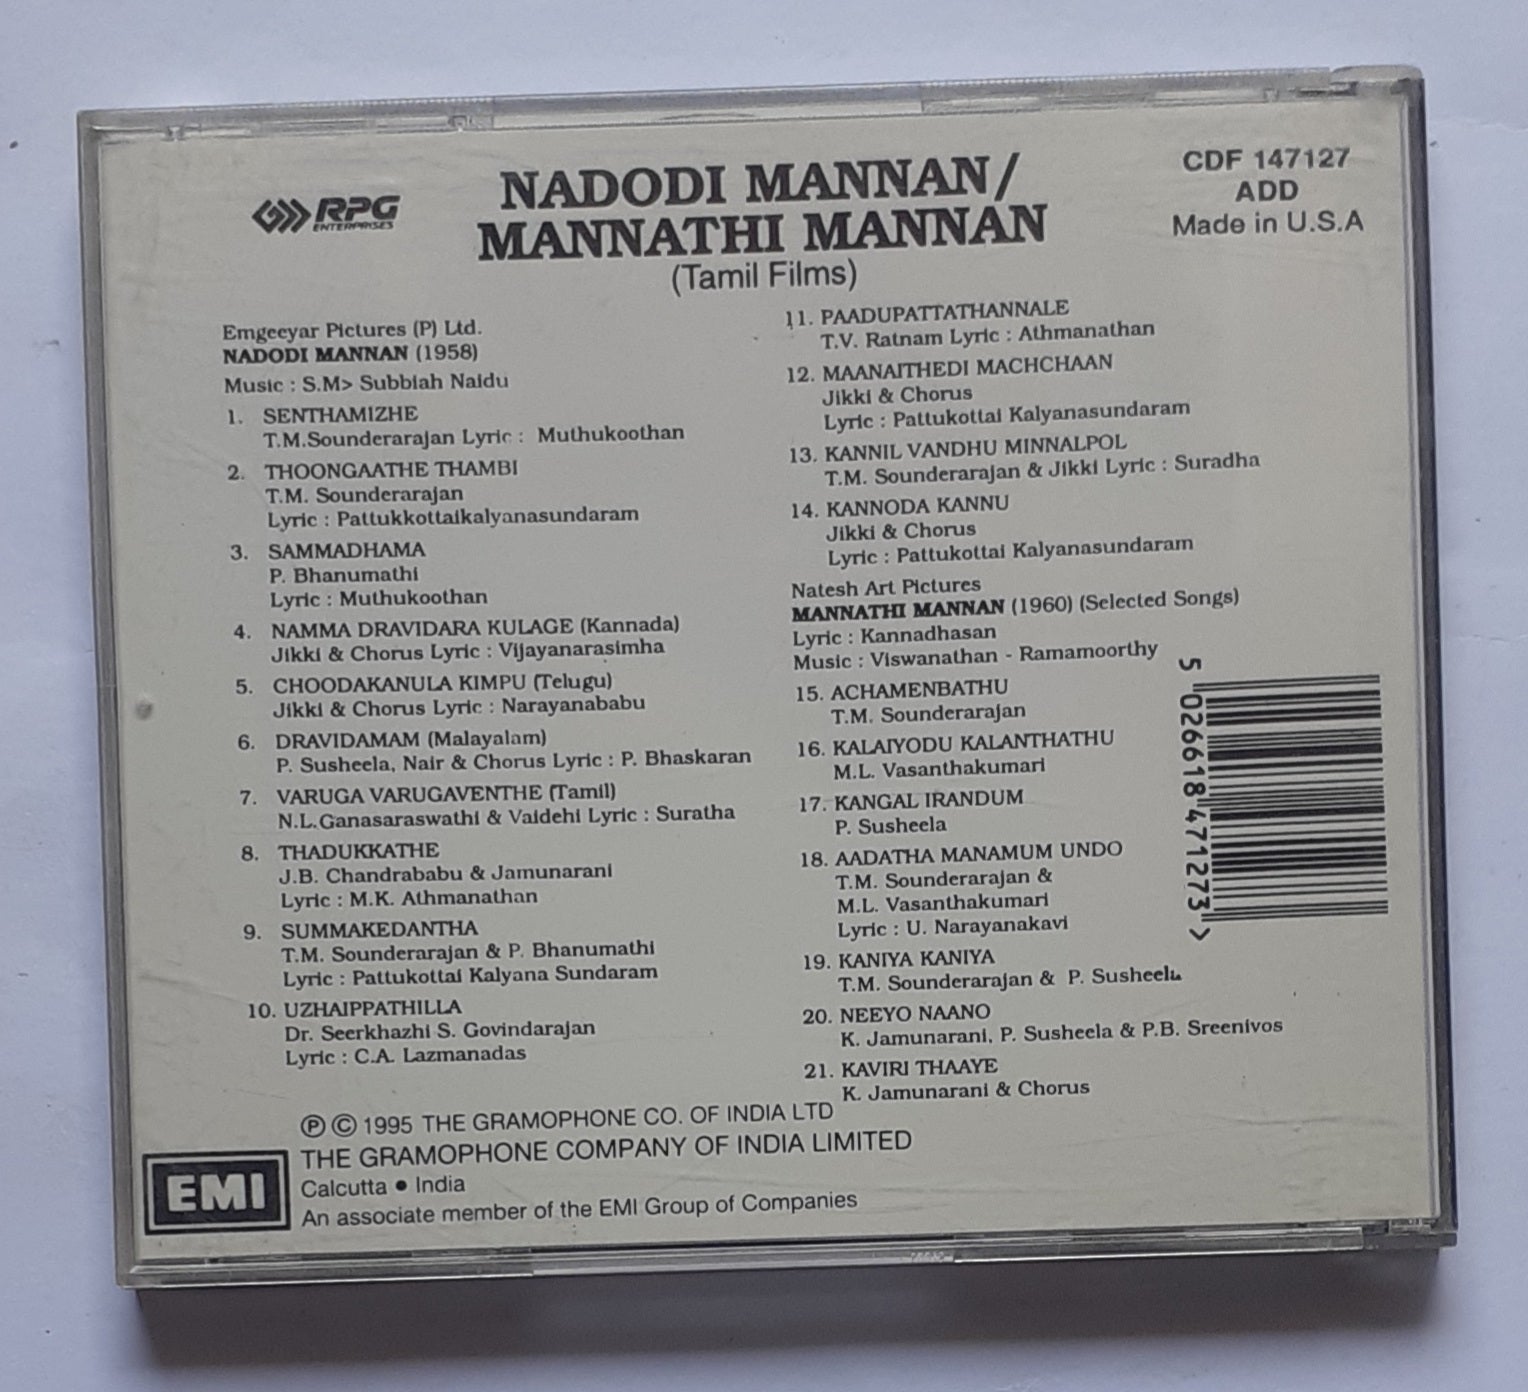 RPG
ENTERPRISES
NADODI MANNAN/
MANNATHI MANNAN
(Tamil Films)
CDF 147127
ADD
Made in U.S.A
Emgeeyar Pictures (P) Ltd.
NADODI MANNAN (1958)
Music : S.M> Subbiah Naidu
1. SENTHAMIZHE
T.M.Sounderarajan Lyric : Muthukoothan
2. THOONGAATHE THAMBI
T.M. Sounderarajan
Lyric : Pattukkottaikalyanasundaram
3. SAMMADHAMA
P. Bhanumathi
Lyric : Muthukoothan
4. NAMMA DRAVIDARA KULAGE (Kannada)
Jikki & Chorus Lyric : Vijayanarasimha
5. CHOODAKANULA KIMPU (Telugu)
Jikki & Chorus Lyric : Narayanababu
6. DRAVIDAMAM (Malayalam)
P. Susheela, Nair & Chorus Lyric : P. Bhaskaran
7. VARUGA VARUGAVENTHE (Tamil)
N.L.Ganasaraswathi & Vaidehi Lyric : Suratha
8. THADUKKATHE
J.B. Chandrababu & Jamunarani
Lyric : M.K. Athmanathan
9. SUMMAKEDANTHA
T.M. Sounderarajan & P. Bhanumathi
Lyric : Pattukottai Kalyana Sundaram
10. UZHAIPPATHILLA
Dr. Seerkhazhi S. Govindarajan
Lyric : C.A. Lazmanadas
11. PAADUPATTATHANNALE
T.V. Ratnam Lyric : Athmanathan
12. MAANAITHEDI MACHCHAAN
Jikki & Chorus
Lyric : Pattukottai Kalyanasundaram
13. KANNIL VANDHU MINNALPOL
T.M. Sounderarajan & Jikki Lyric : Suradha
14. KANNODA KANNU
Jikki & Chorus
Lyric : Pattukottai Kalyanasundaram
Natesh Art Pictures
MANNATHI MANNAN (1960) (Selected Songs)
Lyric : Kannadhasan
Music : Viswanathan - Ramamoorthy
15. ACHAMENBATHU
T.M. Sounderarajan
16. KALAIYODU KALANTHATHU
M.L. Vasanthakumari
17. KANGAL IRANDUM
P. Susheela
18. AADATHA MANAMUM UNDO
T.M. Sounderarajan &
M.L. Vasanthakumari
Lyric : U. Narayanakavi
19. KANIYA KANIYA
T.M. Sounderarajan & P. Susheela
20. NEEYO NAANO
K. Jamunarani, P. Susheela & P.B. Sreenivos
21. KAVIRI THAAYE
K. Jamunarani & Chorus
5 026618 471273 >
Ⓟ © 1995 THE GRAMOPHONE CO. OF INDIA LTD
THE GRAMOPHONE COMPANY OF INDIA LIMITED
Calcutta • India
An associate member of the EMI Group of Companies
EMI